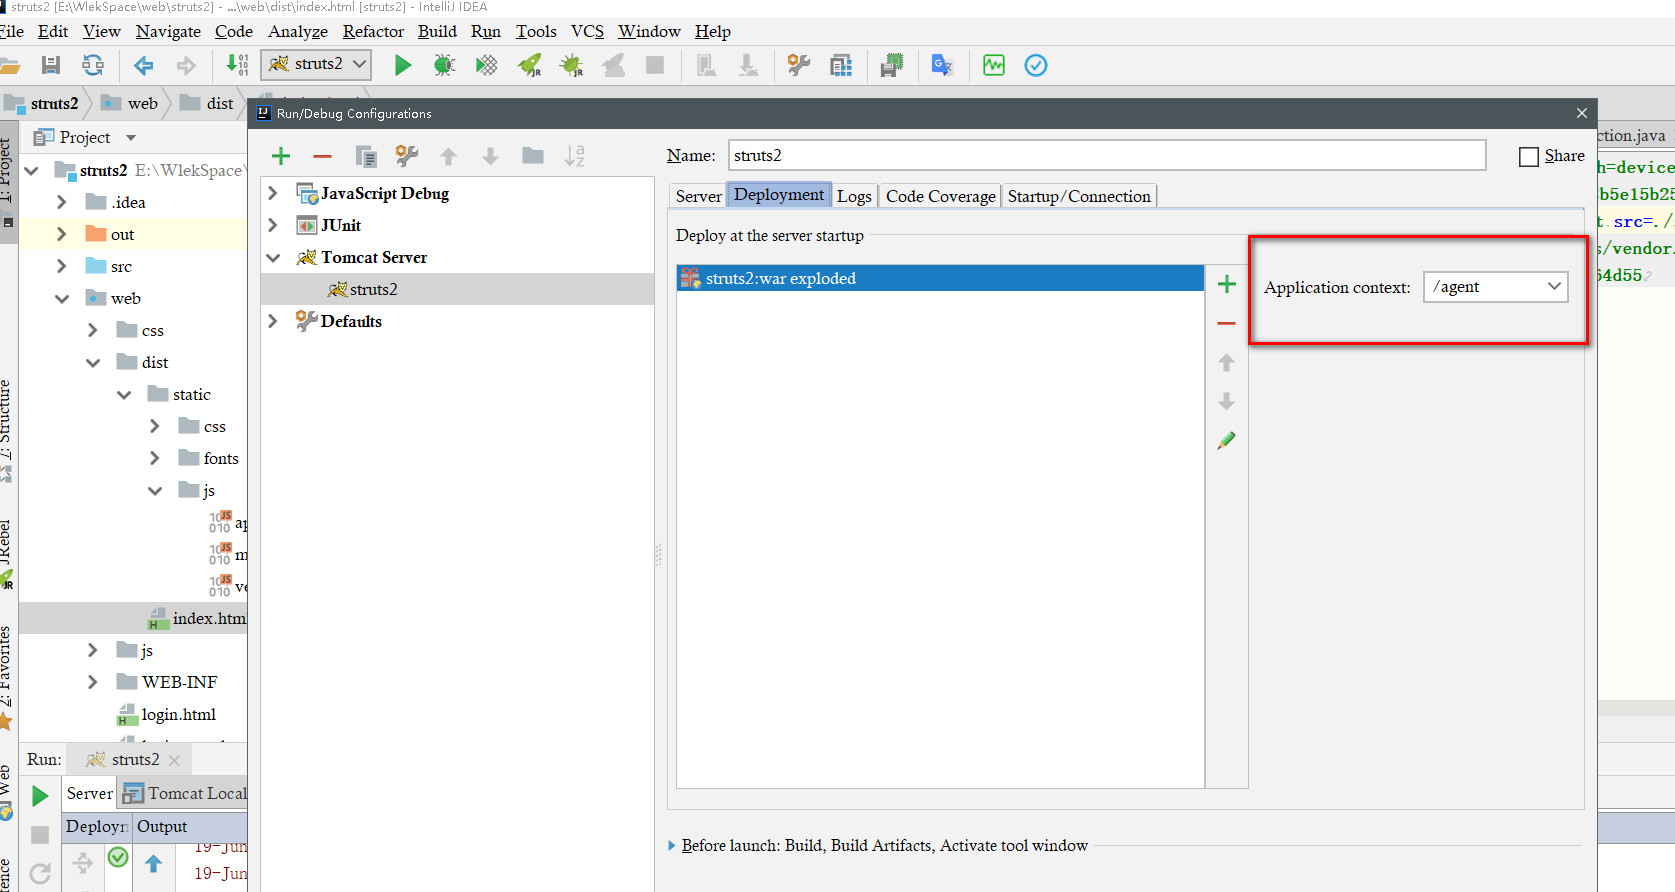 struts2 [E:\WlekSpace\web\struts2] - ...\web\dist\index.html [struts2] - IntelliJ IDEA
File Edit View Navigate Code Analyze Refactor Build Run Tools VCS Window Help
struts2
struts2 web dist
Run/Debug Configurations
ction.java
Project
1: Project
struts2 E:\WlekSpace\
.idea
out
src
web
css
dist
static
css
fonts
js
index.htm
js
WEB-INF
login.html
7: Structure
JRebel
2: Favorites
Web
JavaScript Debug
JUnit
Tomcat Server
struts2
Defaults
Name: struts2
Share
Server Deployment Logs Code Coverage Startup/Connection
Deploy at the server startup
struts2:war exploded
Application context: /agent
Before launch: Build, Build Artifacts, Activate tool window
h=device
b5e15b25
t src=./
s/vendor.
64d55
Run: struts2
Server Tomcat Local
Output
19-Jun
19-Jun